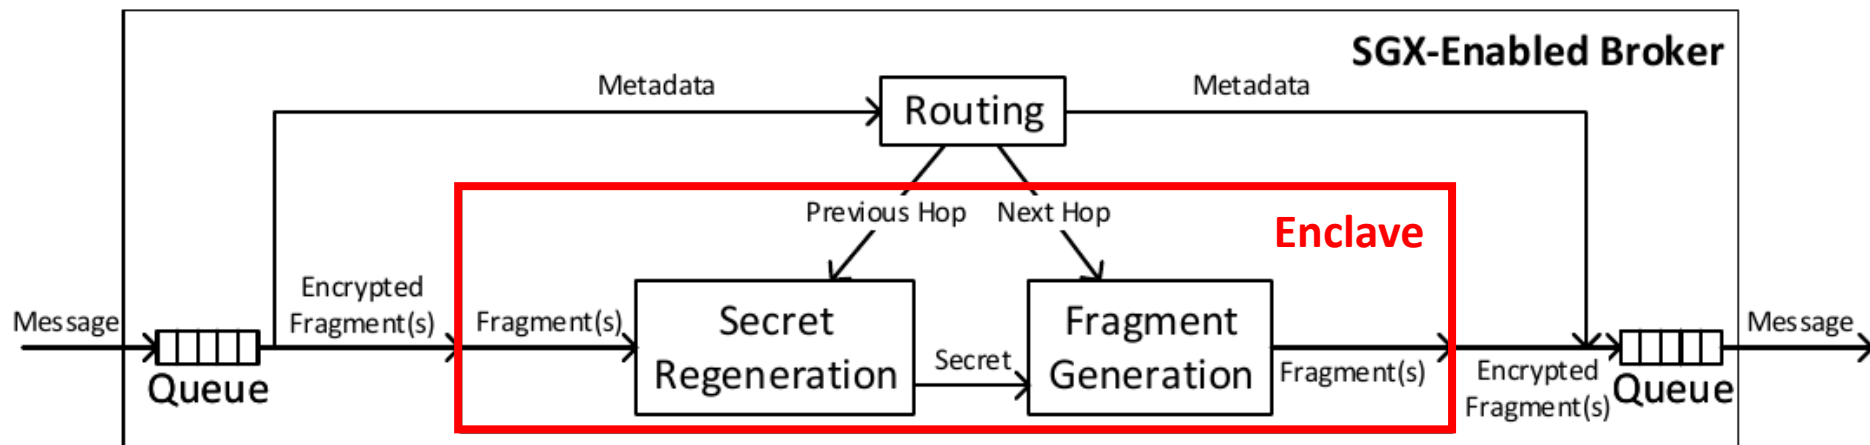 SGX-Enabled Broker
Metadata
Routing
Metadata
Previous Hop
Next Hop
Enclave
Message
Queue
Encrypted
Fragment(s)
Fragment(s)
Secret
Regeneration
Secret
Fragment
Generation
Fragment(s)
Encrypted
Fragment(s)
Queue
Message